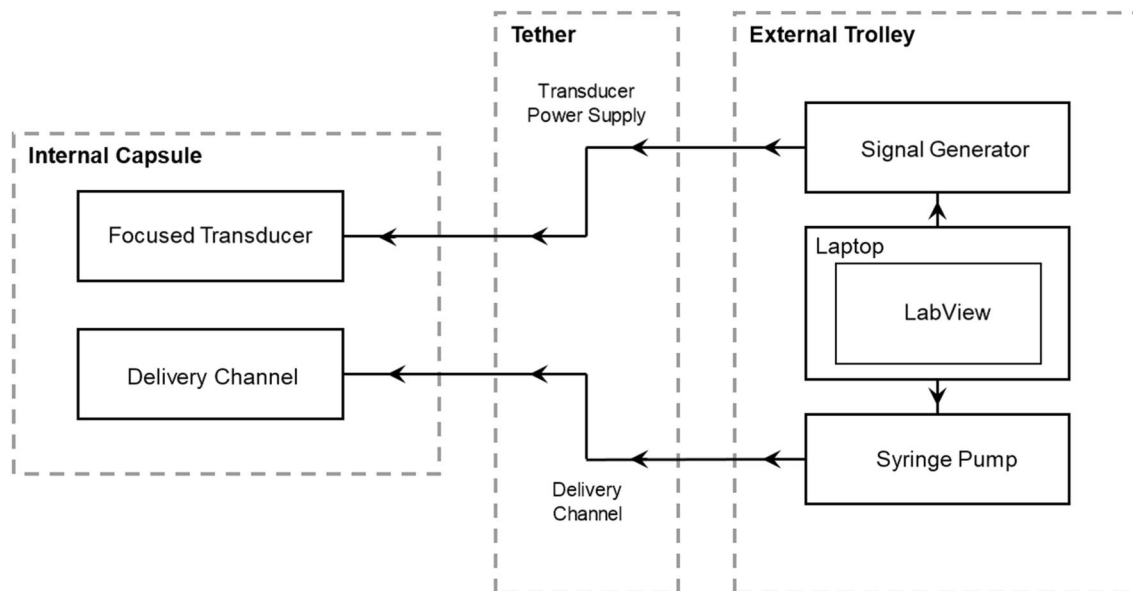 Tether
External Trolley
Transducer
Power Supply
Signal Generator
Internal Capsule
Focused Transducer
Laptop
LabView
Delivery Channel
Syringe Pump
Delivery
Channel